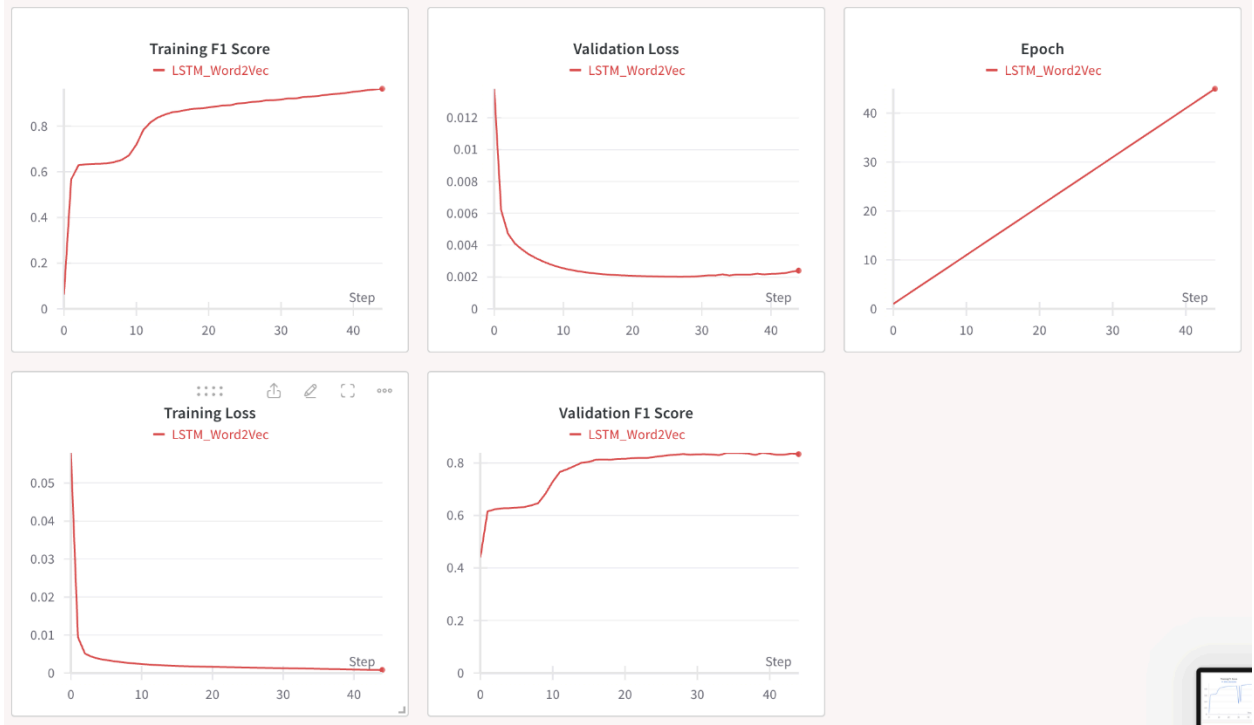 Training F1 Score
LSTM_Word2Vec
0.8
0.6
0.4
0.2
0
Step
0 10 20 30 40
Validation Loss
LSTM_Word2Vec
0.012
0.01
0.008
0.006
0.004
0.002
0
Step
0 10 20 30 40
Epoch
LSTM_Word2Vec
40
30
20
10
0
Step
0 10 20 30 40
Training Loss
LSTM_Word2Vec
0.05
0.04
0.03
0.02
0.01
0
Step
0 10 20 30 40
Validation F1 Score
LSTM_Word2Vec
0.8
0.6
0.4
0.2
0
Step
0 10 20 30 40